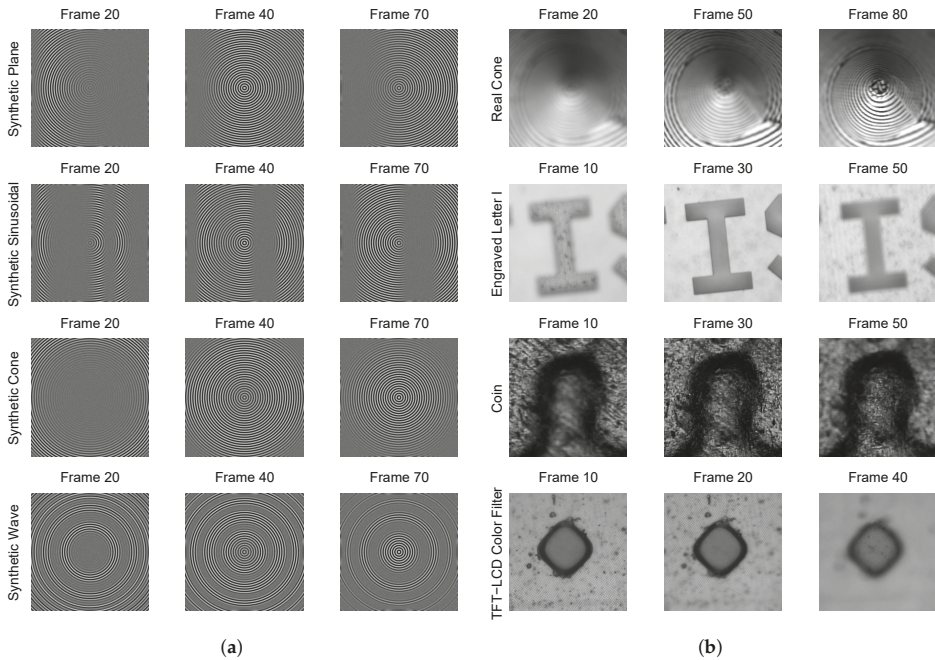 Frame 20 Frame 40 Frame 70
Synthetic Plane
Frame 20 Frame 40 Frame 70
Synthetic Sinusoidal
Frame 20 Frame 40 Frame 70
Synthetic Cone
Frame 20 Frame 40 Frame 70
Synthetic Wave
(a)
Frame 20 Frame 50 Frame 80
Real Cone
Frame 10 Frame 30 Frame 50
Engraved Letter I
Frame 10 Frame 30 Frame 50
Coin
Frame 10 Frame 20 Frame 40
TFT−LCD Color Filter
(b)